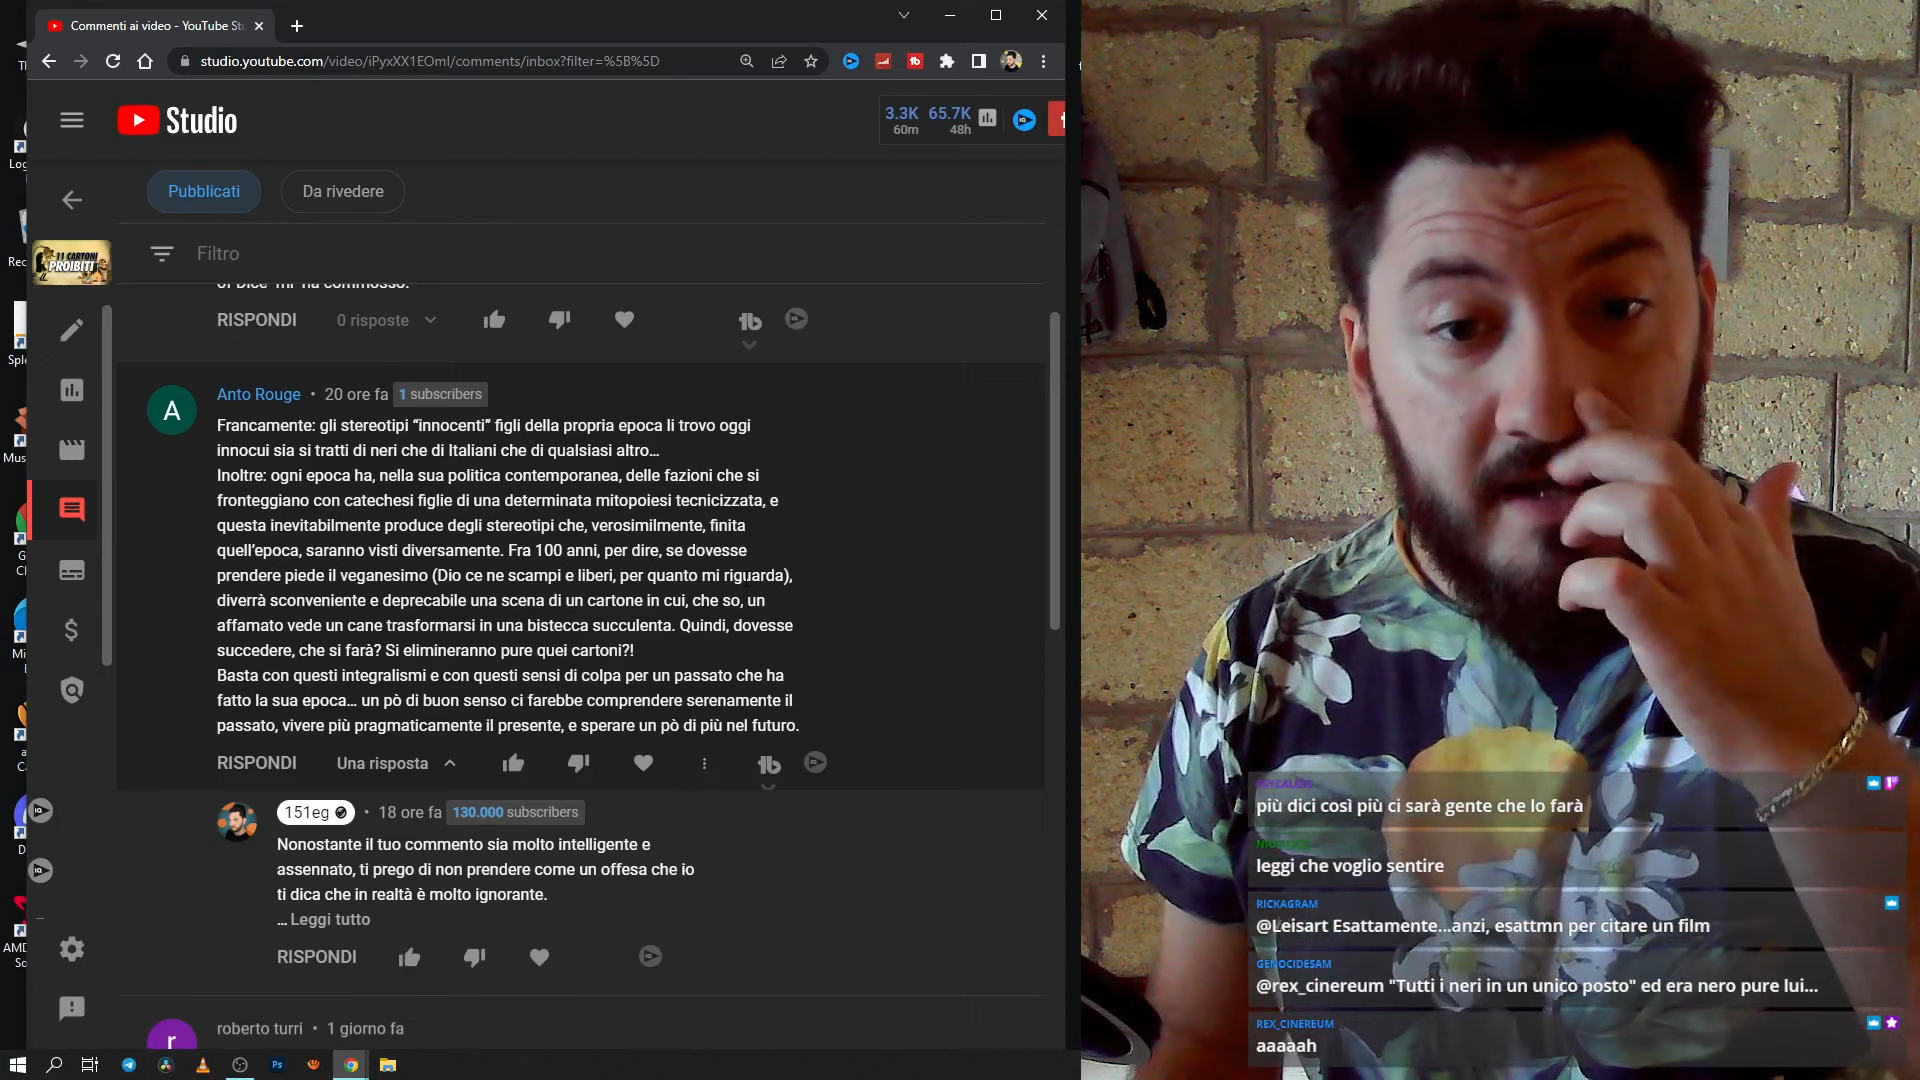 Commenti ai video - YouTube St
studio.youtube.com/video/iPyxXX1EOmI/comments/inbox?filter=%5B%5D
Studio
3.3K 65.7K
60m 48h
Pubblicati
Da rivedere
11 CARTONI
PROIBITI
Filtro
RISPONDI
0 risposte
Anto Rouge • 20 ore fa 1 subscribers
A
Francamente: gli stereotipi “innocenti” figli della propria epoca li trovo oggi
innocui sia si tratti di neri che di Italiani che di qualsiasi altro...
Inoltre: ogni epoca ha, nella sua politica contemporanea, delle fazioni che si
fronteggiano con catechesi figlie di una determinata mitopoiesi tecnicizzata, e
questa inevitabilmente produce degli stereotipi che, verosimilmente, finita
quell’epoca, saranno visti diversamente. Fra 100 anni, per dire, se dovesse
prendere piede il veganesimo (Dio ce ne scampi e liberi, per quanto mi riguarda),
diverrà sconveniente e deprecabile una scena di un cartone in cui, che so, un
affamato vede un cane trasformarsi in una bistecca succulenta. Quindi, dovesse
succedere, che si farà? Si elimineranno pure quei cartoni?!
Basta con questi integralismi e con questi sensi di colpa per un passato che ha
fatto la sua epoca... un pò di buon senso ci farebbe comprendere serenamente il
passato, vivere più pragmaticamente il presente, e sperare un pò di più nel futuro.
RISPONDI
Una risposta
151eg • 18 ore fa 130.000 subscribers
Nonostante il tuo commento sia molto intelligente e
assennato, ti prego di non prendere come un offesa che io
ti dica che in realtà è molto ignorante.
... Leggi tutto
RISPONDI
roberto turri • 1 giorno fa
r
più dici così più ci sarà gente che lo farà
leggi che voglio sentire
RICKAGRAM
@Leisart Esattamente...anzi, esattmn per citare un film
GENOCIDESAM
@rex_cinereum "Tutti i neri in un unico posto" ed era nero pure lui...
REX_CINEREUM
aaaaah